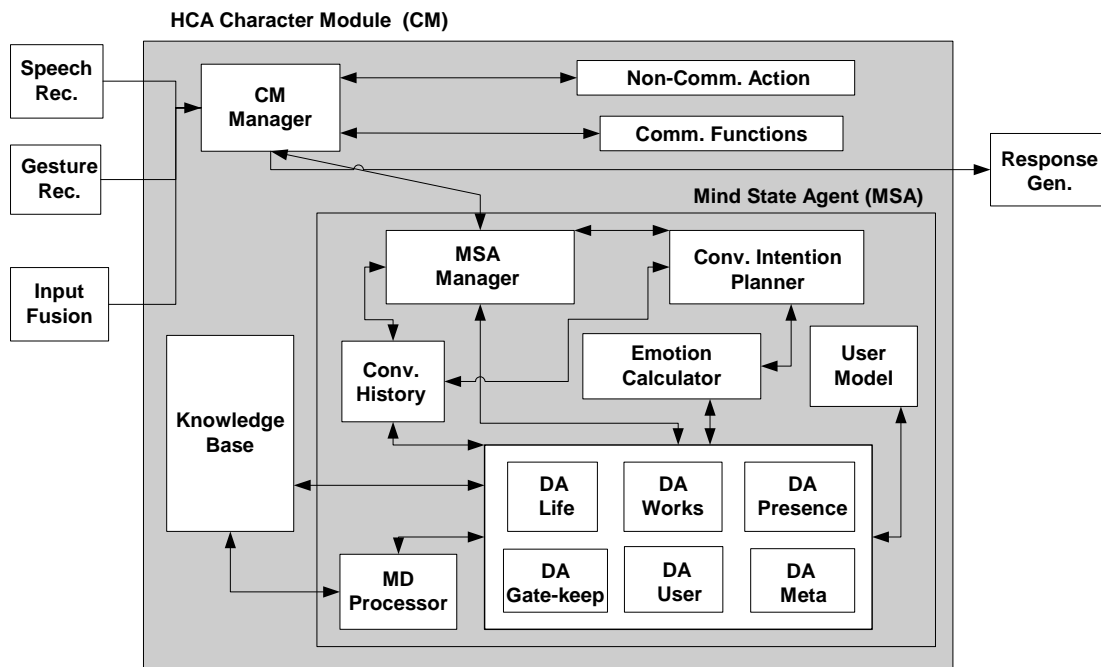 HCA Character Module (CM)
Speech
Rec.
CM
Manager
Non-Comm. Action
Comm. Functions
Gesture
Rec.
Response
Gen.
Mind State Agent (MSA)
MSA
Manager
Conv. Intention
Planner
Input
Fusion
Conv.
History
Emotion
Calculator
User
Model
Knowledge
Base
DA
Life
DA
Works
DA
Presence
MD
Processor
DA
Gate-keep
DA
User
DA
Meta